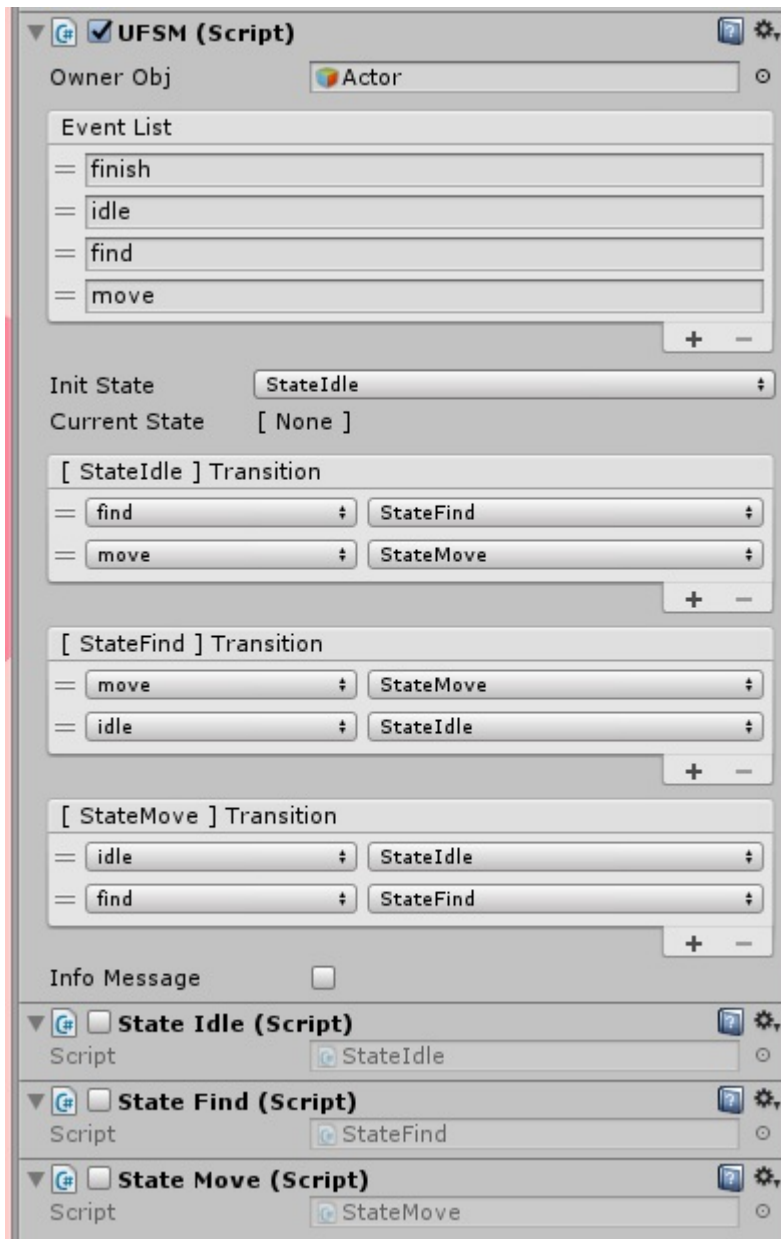 UFSM (Script)
Owner Obj Actor
Event List
finish
idle
find
move
+ −
Init State StateIdle
Current State [ None ]
[ StateIdle ] Transition
find StateFind
move StateMove
+ −
[ StateFind ] Transition
move StateMove
idle StateIdle
+ −
[ StateMove ] Transition
idle StateIdle
find StateFind
+ −
Info Message
State Idle (Script)
Script StateIdle
State Find (Script)
Script StateFind
State Move (Script)
Script StateMove